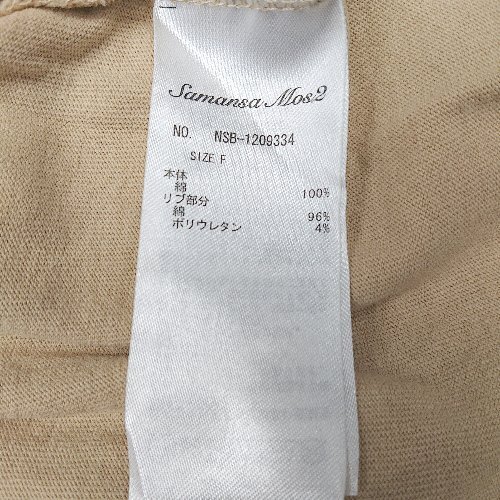 Samansa Mos2
NO. NSB-1209334
SIZE F
本体
綿 100%
リブ部分
綿 96%
ポリウレタン 4%